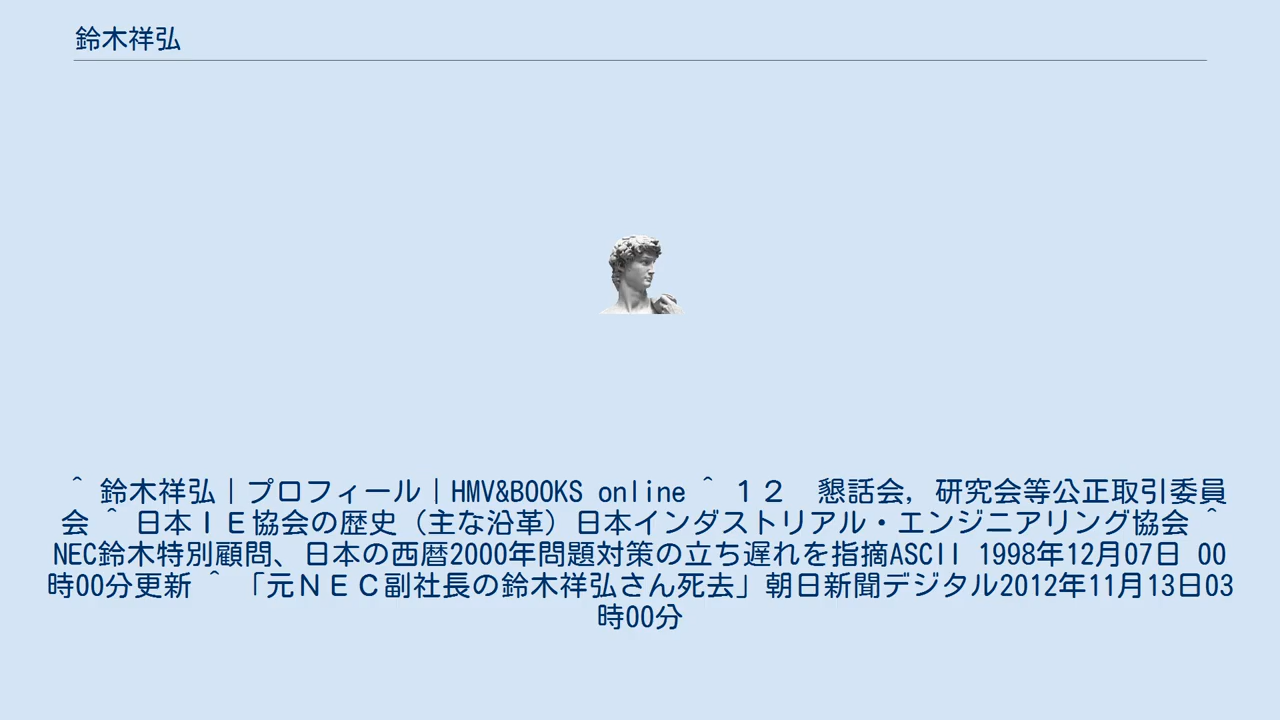 鈴木祥弘
^ 鈴木祥弘｜プロフィール｜HMV&BOOKS online ^ １２　懇話会，研究会等公正取引委員
会 ^ 日本ＩＥ協会の歴史（主な沿革）日本インダストリアル・エンジニアリング協会 ^
NEC鈴木特別顧問、日本の西暦2000年問題対策の立ち遅れを指摘ASCII 1998年12月07日 00
時00分更新 ^ 「元ＮＥＣ副社長の鈴木祥弘さん死去」朝日新聞デジタル2012年11月13日03
時00分